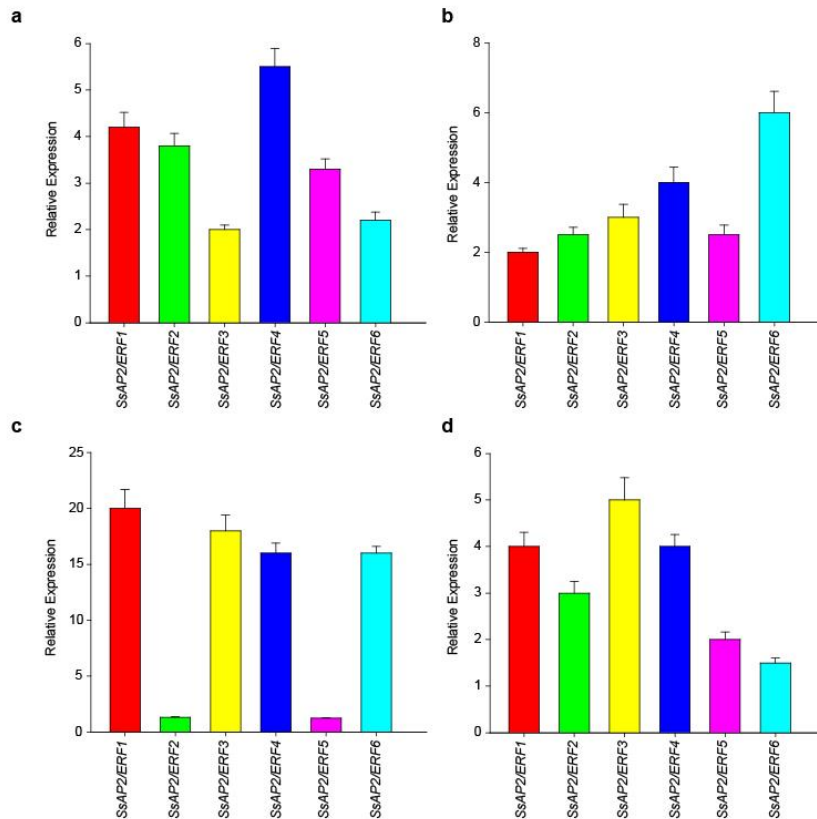 a
6
5
4
3
2
1
0
Relative Expression
SsAP2/ERF1
SsAP2/ERF2
SsAP2/ERF3
SsAP2/ERF4
SsAP2/ERF5
SsAP2/ERF6
b
8
6
4
2
0
Relative Expression
SsAP2/ERF1
SsAP2/ERF2
SsAP2/ERF3
SsAP2/ERF4
SsAP2/ERF5
SsAP2/ERF6
c
25
20
15
10
5
0
Relative Expression
SsAP2/ERF1
SsAP2/ERF2
SsAP2/ERF3
SsAP2/ERF4
SsAP2/ERF5
SsAP2/ERF6
d
6
5
4
3
2
1
0
Relative Expression
SsAP2/ERF1
SsAP2/ERF2
SsAP2/ERF3
SsAP2/ERF4
SsAP2/ERF5
SsAP2/ERF6